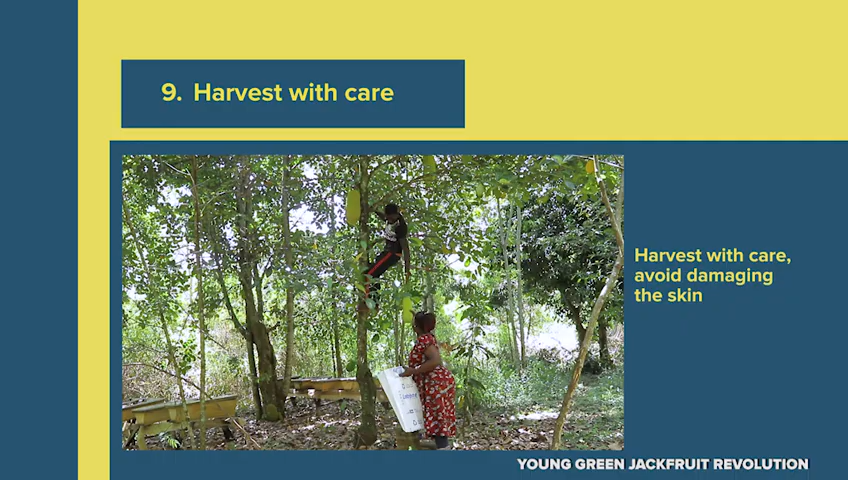 9. Harvest with care
Harvest with care,
avoid damaging
the skin
YOUNG GREEN JACKFRUIT REVOLUTION